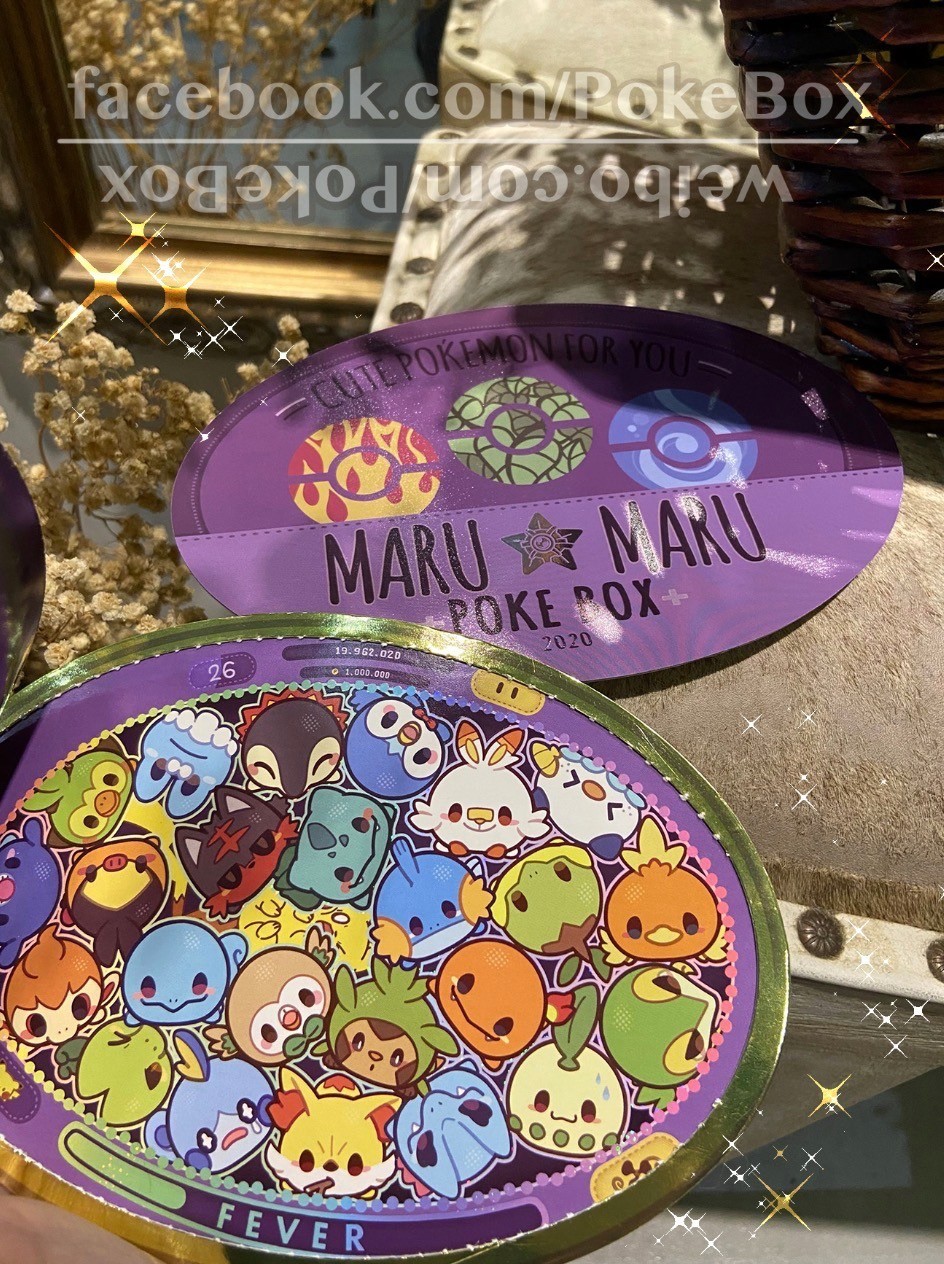 facebook.com/PokeBox
weibo.com/PokeBox
CUTE POKEMON FOR YOU
MARU MARU
POKE BOX
2020
26
19.962.020
1.000.000
FEVER